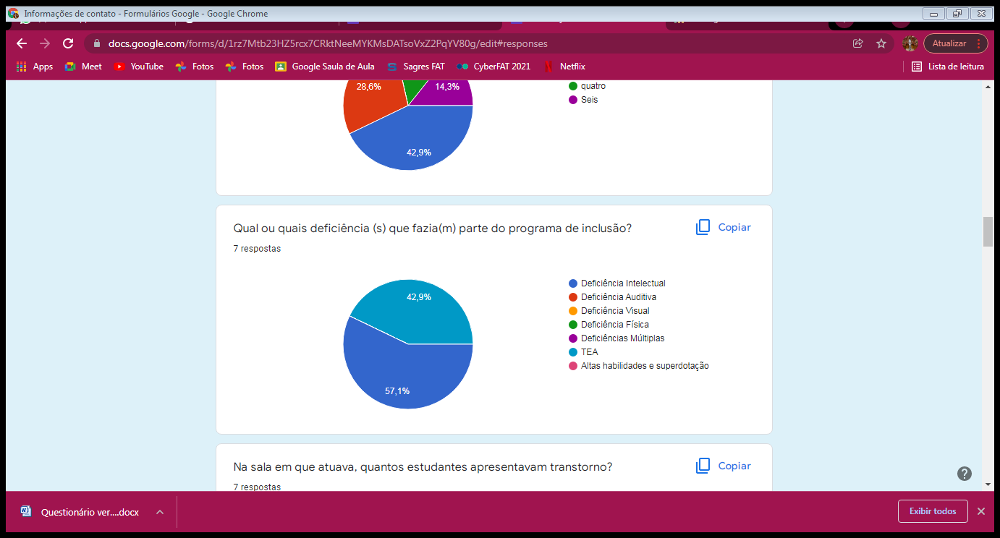 Informações de contato - Formulários Google - Google Chrome
docs.google.com/forms/d/1rz7Mtb23HZ5rcx7CRktNeeMYKMsDATsoVxZ2PqYV80g/edit#responses
Atualizar
Apps Meet YouTube Fotos Fotos Google Saula de Aula Sagres FAT CyberFAT 2021 Netflix Lista de leitura
28,6% 14,3%
42,9%
quatro
Seis
Qual ou quais deficiência (s) que fazia(m) parte do programa de inclusão?
Copiar
7 respostas
42,9%
57,1%
Deficiência Intelectual
Deficiência Auditiva
Deficiência Visual
Deficiência Física
Deficiências Múltiplas
TEA
Altas habilidades e superdotação
Na sala em que atuava, quantos estudantes apresentavam transtorno?
Copiar
7 respostas
Questionário ver....docx
Exibir todos